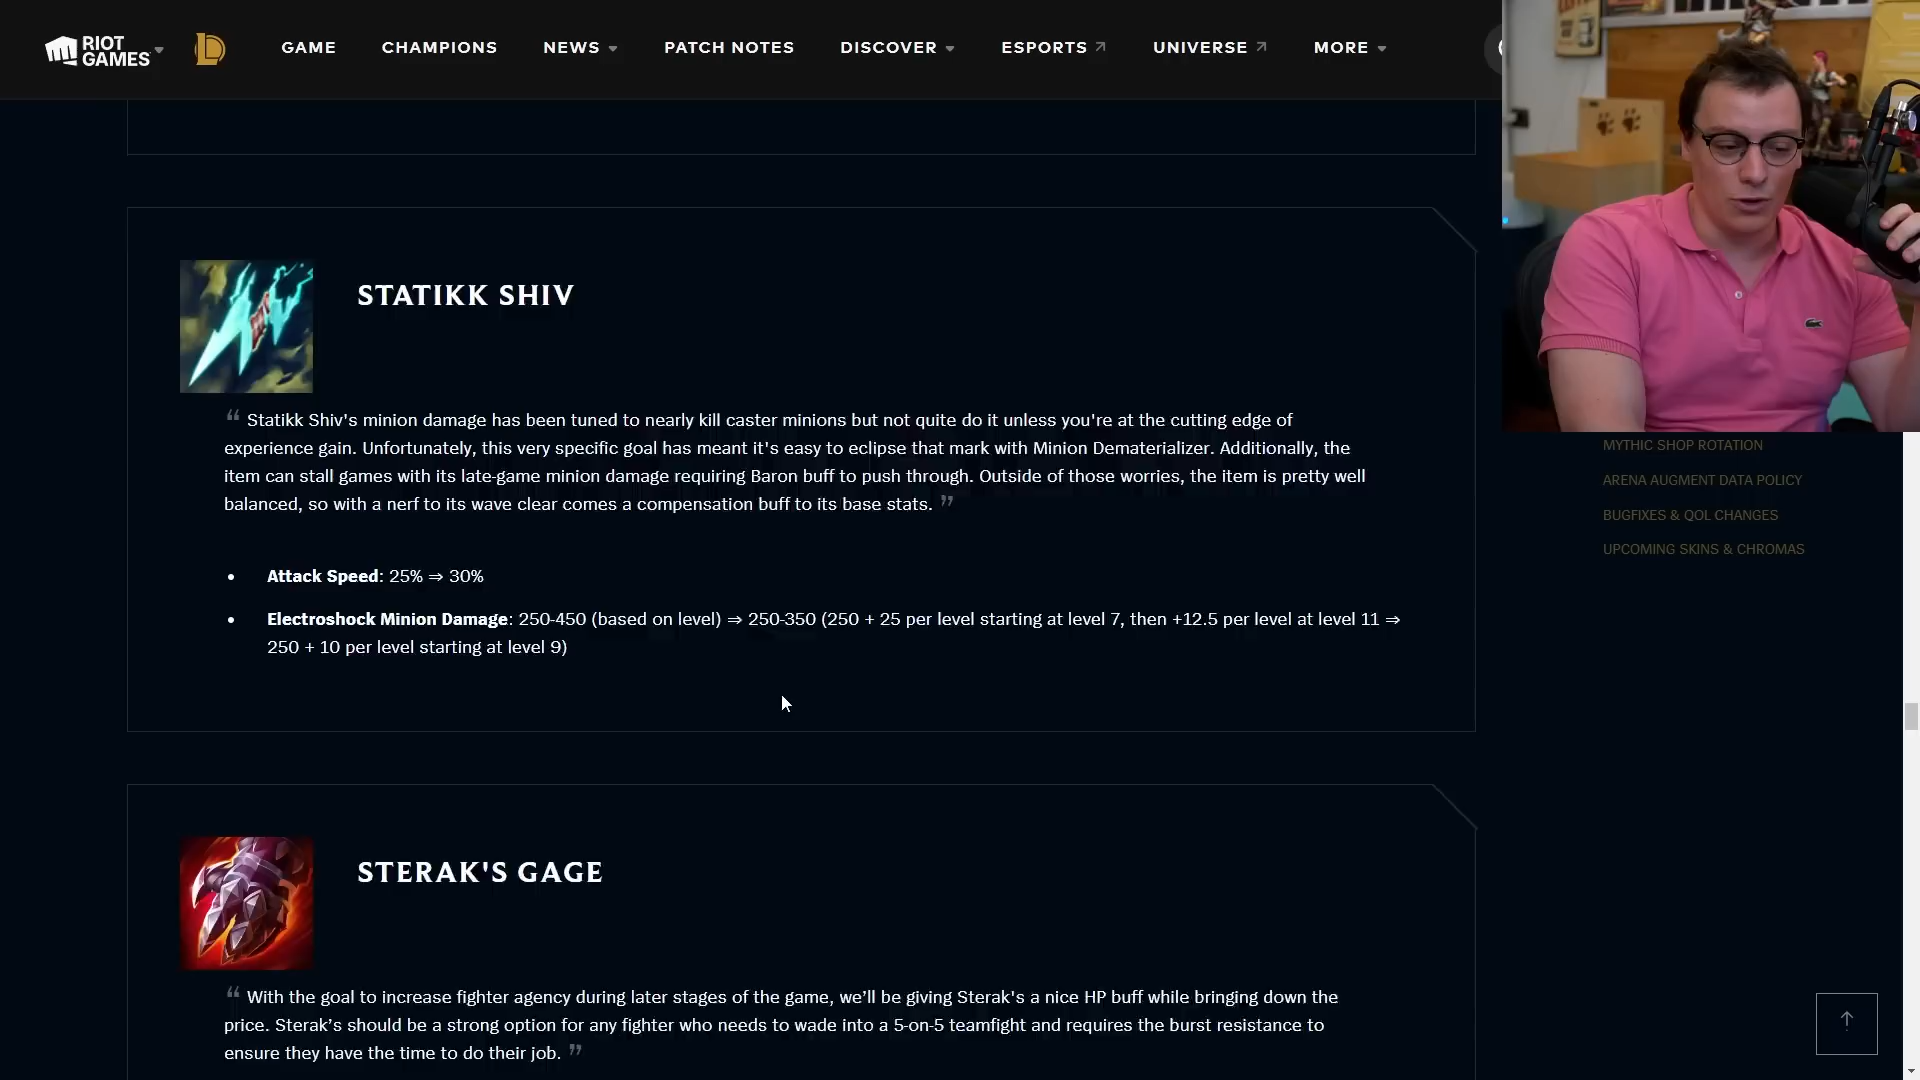 RIOT GAMES
GAME
CHAMPIONS
NEWS
PATCH NOTES
DISCOVER
ESPORTS
UNIVERSE
MORE
STATIKK SHIV
“ Statikk Shiv's minion damage has been tuned to nearly kill caster minions but not quite do it unless you're at the cutting edge of
experience gain. Unfortunately, this very specific goal has meant it's easy to eclipse that mark with Minion Dematerializer. Additionally, the
item can stall games with its late-game minion damage requiring Baron buff to push through. Outside of those worries, the item is pretty well
balanced, so with a nerf to its wave clear comes a compensation buff to its base stats. ”
• Attack Speed: 25% ⇒ 30%
• Electroshock Minion Damage: 250-450 (based on level) ⇒ 250-350 (250 + 25 per level starting at level 7, then +12.5 per level at level 11 ⇒
250 + 10 per level starting at level 9)
STERAK'S GAGE
“ With the goal to increase fighter agency during later stages of the game, we’ll be giving Sterak's a nice HP buff while bringing down the
price. Sterak’s should be a strong option for any fighter who needs to wade into a 5-on-5 teamfight and requires the burst resistance to
ensure they have the time to do their job. ”
MYTHIC SHOP ROTATION
ARENA AUGMENT DATA POLICY
BUGFIXES & QOL CHANGES
UPCOMING SKINS & CHROMAS